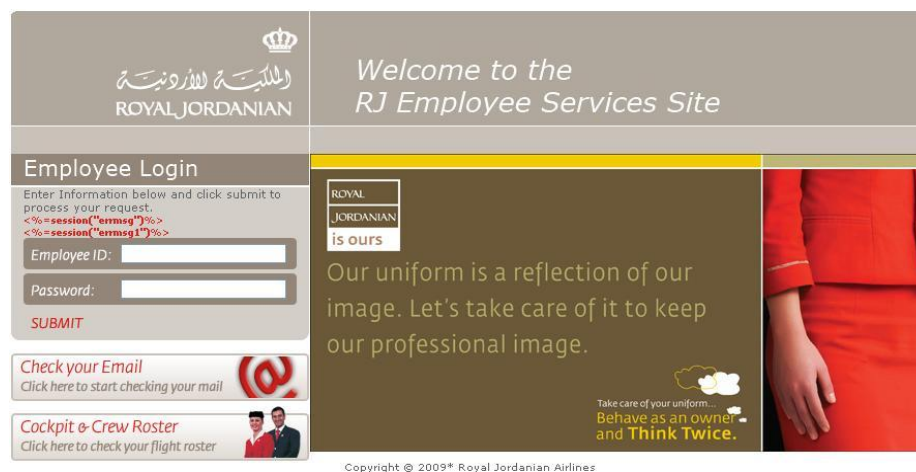 الملكية الأردنية
ROYAL JORDANIAN
Welcome to the
RJ Employee Services Site
Employee Login
Enter Information below and click submit to
process your request.
<%=session("errmsg")%>
<%=session("errmsg1")%>
Employee ID:
Password:
SUBMIT
Check your Email
Click here to start checking your mail
@
Cockpit & Crew Roster
Click here to check your flight roster
ROYAL
JORDANIAN
is ours
Our uniform is a reflection of our
image. Let's take care of it to keep
our professional image.
Take care of your uniform...
Behave as an owner
and Think Twice.
Copyright @ 2009* Royal Jordanian Airlines